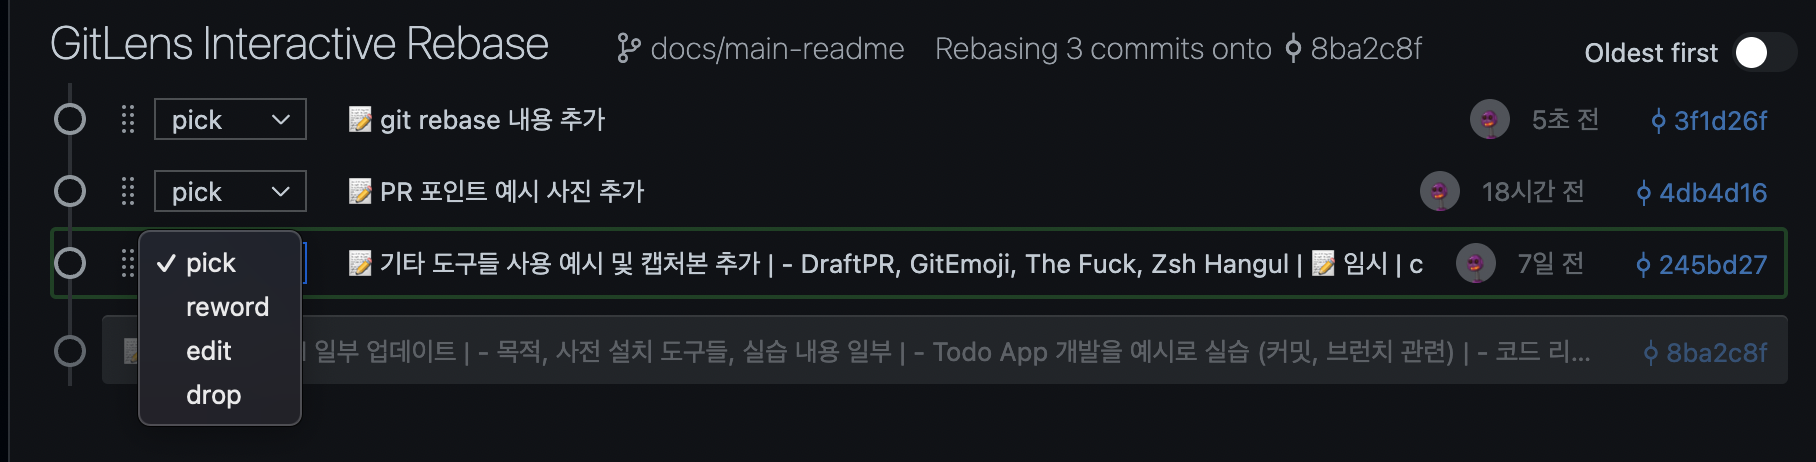 GitLens Interactive Rebase docs/main-readme Rebasing 3 commits onto 8ba2c8f Oldest first
pick 📝 git rebase 내용 추가 5초 전 3f1d26f
pick 📝 PR 포인트 예시 사진 추가 18시간 전 4db4d16
✓ pick 📝 기타 도구들 사용 예시 및 캡처본 추가 | - DraftPR, GitEmoji, The Fuck, Zsh Hangul | 📝 임시 | c 7일 전 245bd27
reword
edit 일부 업데이트 | - 목적, 사전 설치 도구들, 실습 내용 일부 | - Todo App 개발을 예시로 실습 (커밋, 브런치 관련) | - 코드 리... 8ba2c8f
drop